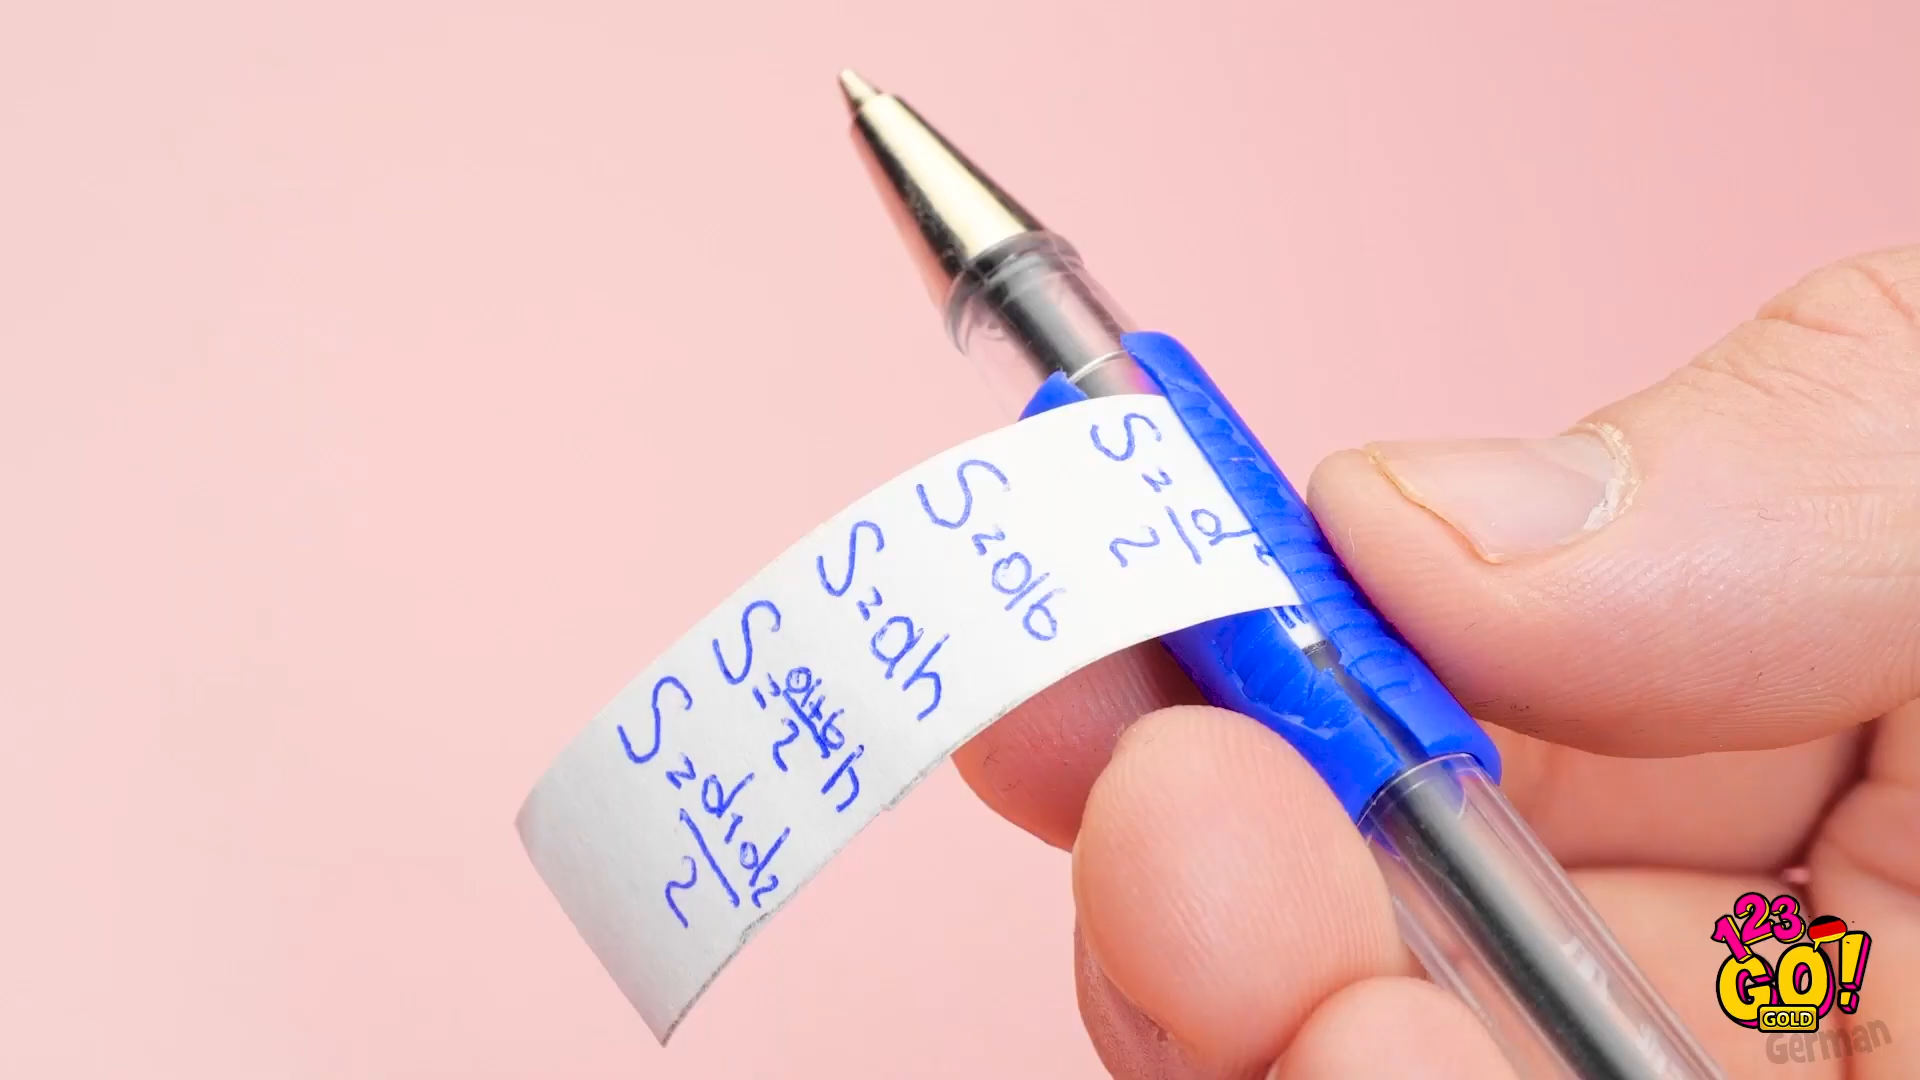 S = d²/2
S = a/b
S = ah
S = (a+b)/2 h
S = d₁d₂/2
123
GO!
GOLD
German